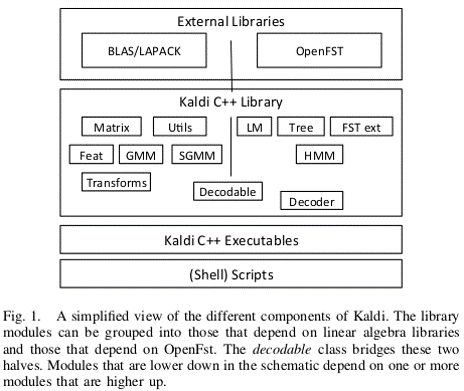 External Libraries
BLAS/LAPACK OpenFST
Kaldi C++ Library
Matrix Utils LM Tree FST ext
Feat GMM SGMM HMM
Transforms Decodable
Decoder
Kaldi C++ Executables
(Shell) Scripts
Fig. 1. A simplified view of the different components of Kaldi. The library
modules can be grouped into those that depend on linear algebra libraries
and those that depend on OpenFst. The decodable class bridges these two
halves. Modules that are lower down in the schematic depend on one or more
modules that are higher up.